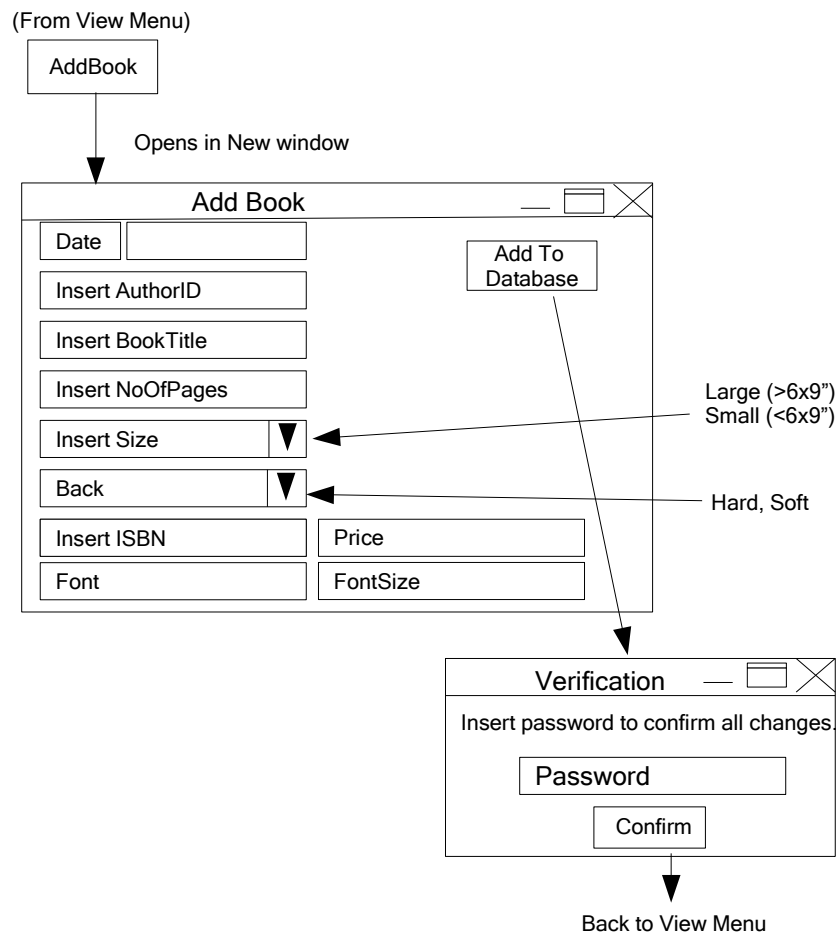 (From View Menu)
AddBook
Opens in New window
Add Book
Date
Add To
Database
Insert AuthorID
Insert BookTitle
Insert NoOfPages
Large (>6x9”)
Small (<6x9”)
Insert Size
Back
Hard, Soft
Insert ISBN
Price
Font
FontSize
Verification
Insert password to confirm all changes.
Password
Confirm
Back to View Menu